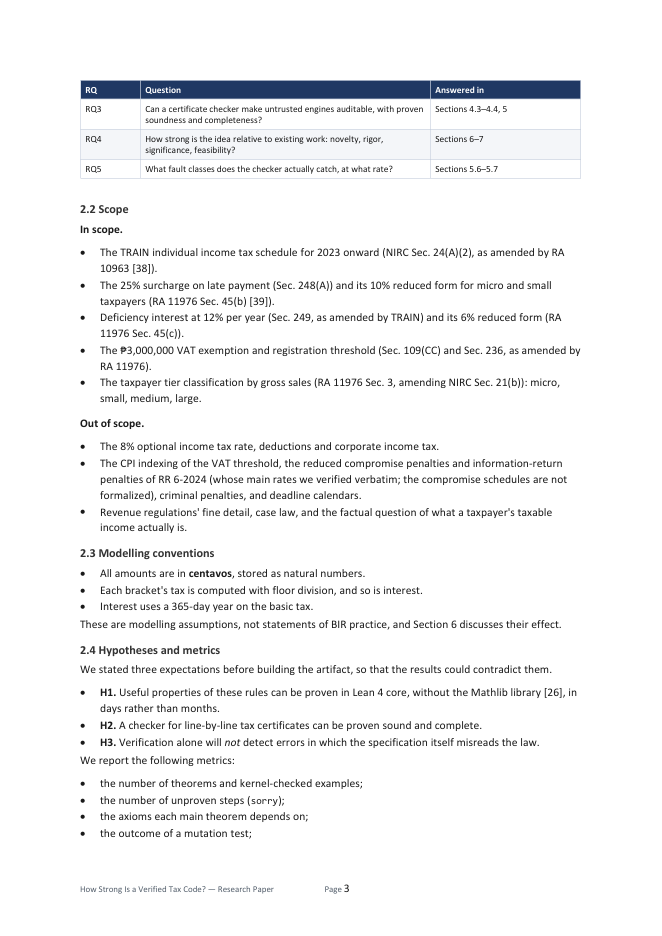 RQ Question Answered in
RQ3 Can a certificate checker make untrusted engines auditable, with proven Sections 4.3–4.4, 5
soundness and completeness?
RQ4 How strong is the idea relative to existing work: novelty, rigor, Sections 6–7
significance, feasibility?
RQ5 What fault classes does the checker actually catch, at what rate? Sections 5.6–5.7
2.2 Scope
In scope.
• The TRAIN individual income tax schedule for 2023 onward (NIRC Sec. 24(A)(2), as amended by RA
10963 [38]).
• The 25% surcharge on late payment (Sec. 248(A)) and its 10% reduced form for micro and small
taxpayers (RA 11976 Sec. 45(b) [39]).
• Deficiency interest at 12% per year (Sec. 249, as amended by TRAIN) and its 6% reduced form (RA
11976 Sec. 45(c)).
• The ₱3,000,000 VAT exemption and registration threshold (Sec. 109(CC) and Sec. 236, as amended by
RA 11976).
• The taxpayer tier classification by gross sales (RA 11976 Sec. 3, amending NIRC Sec. 21(b)): micro,
small, medium, large.
Out of scope.
• The 8% optional income tax rate, deductions and corporate income tax.
• The CPI indexing of the VAT threshold, the reduced compromise penalties and information-return
penalties of RR 6-2024 (whose main rates we verified verbatim; the compromise schedules are not
formalized), criminal penalties, and deadline calendars.
• Revenue regulations' fine detail, case law, and the factual question of what a taxpayer's taxable
income actually is.
2.3 Modelling conventions
• All amounts are in centavos, stored as natural numbers.
• Each bracket's tax is computed with floor division, and so is interest.
• Interest uses a 365-day year on the basic tax.
These are modelling assumptions, not statements of BIR practice, and Section 6 discusses their effect.
2.4 Hypotheses and metrics
We stated three expectations before building the artifact, so that the results could contradict them.
• H1. Useful properties of these rules can be proven in Lean 4 core, without the Mathlib library [26], in
days rather than months.
• H2. A checker for line-by-line tax certificates can be proven sound and complete.
• H3. Verification alone will not detect errors in which the specification itself misreads the law.
We report the following metrics:
• the number of theorems and kernel-checked examples;
• the number of unproven steps (sorry);
• the axioms each main theorem depends on;
• the outcome of a mutation test;
How Strong Is a Verified Tax Code? — Research Paper Page 3